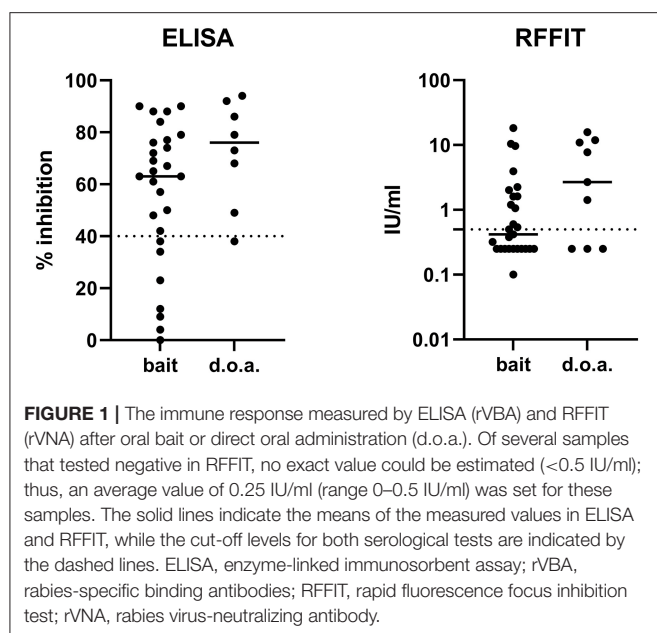 ELISA
RFFIT
% inhibition
100
80
60
40
20
0
bait
d.o.a.
IU/ml
100
10
1
0.1
0.01
bait
d.o.a.
FIGURE 1 | The immune response measured by ELISA (rVBA) and RFFIT
(rVNA) after oral bait or direct oral administration (d.o.a.). Of several samples
that tested negative in RFFIT, no exact value could be estimated (<0.5 IU/ml);
thus, an average value of 0.25 IU/ml (range 0–0.5 IU/ml) was set for these
samples. The solid lines indicate the means of the measured values in ELISA
and RFFIT, while the cut-off levels for both serological tests are indicated by
the dashed lines. ELISA, enzyme-linked immunosorbent assay; rVBA,
rabies-specific binding antibodies; RFFIT, rapid fluorescence focus inhibition
test; rVNA, rabies virus-neutralizing antibody.